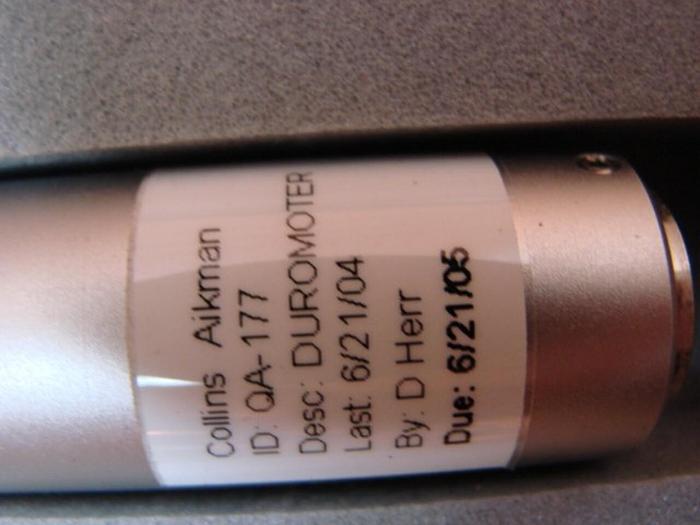 Collins Aikman
ID: QA-177
Desc: DUROMOTER
Last: 6/21/04
By: D Herr
Due: 6/21/05